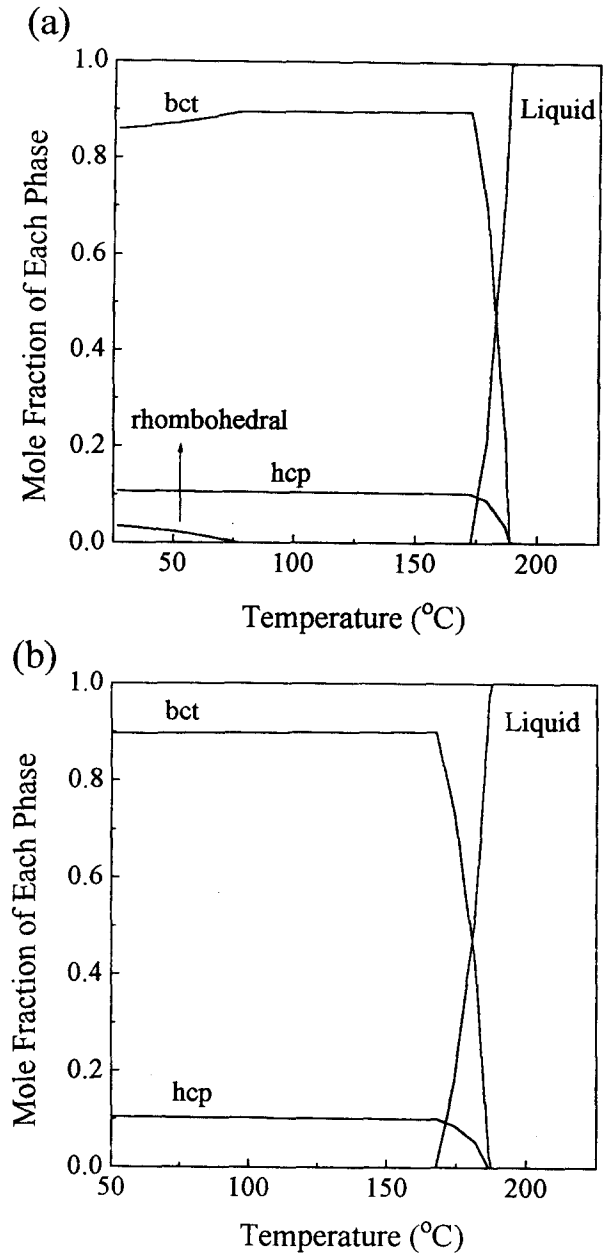 (a)
1.0
bct
Liquid
0.8
0.6
0.4
rhombohedral
0.2
hcp
0.0
50
100
150
200
Mole Fraction of Each Phase
Temperature (°C)
(b)
1.0
bct
Liquid
0.8
0.6
0.4
0.2
hcp
0.0
50
100
150
200
Mole Fraction of Each Phase
Temperature (°C)